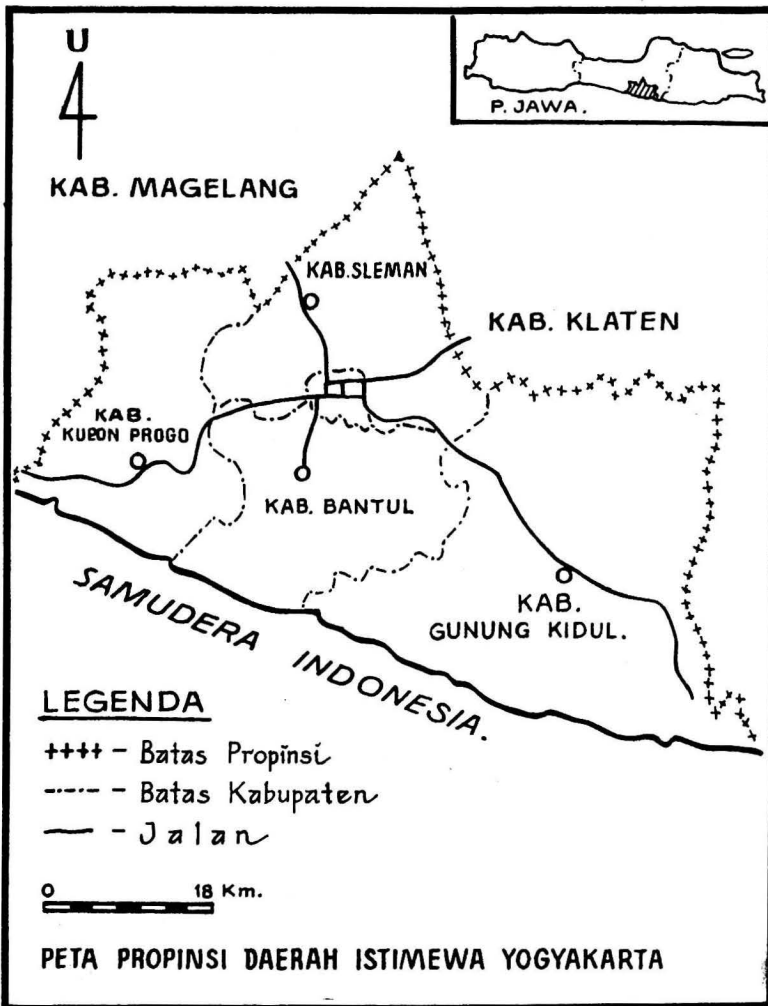 U
P. JAWA.
KAB. MAGELANG
KAB. SLEMAN
KAB. KLATEN
KAB.
KULON PROGO
KAB. BANTUL
KAB.
GUNUNG KIDUL.
SAMUDERA INDONESIA.
LEGENDA
++++ - Batas Propinsi
-·-·-·- - Batas Kabupaten
— - Jalan
0 18 Km.
PETA PROPINSI DAERAH ISTIMEWA YOGYAKARTA